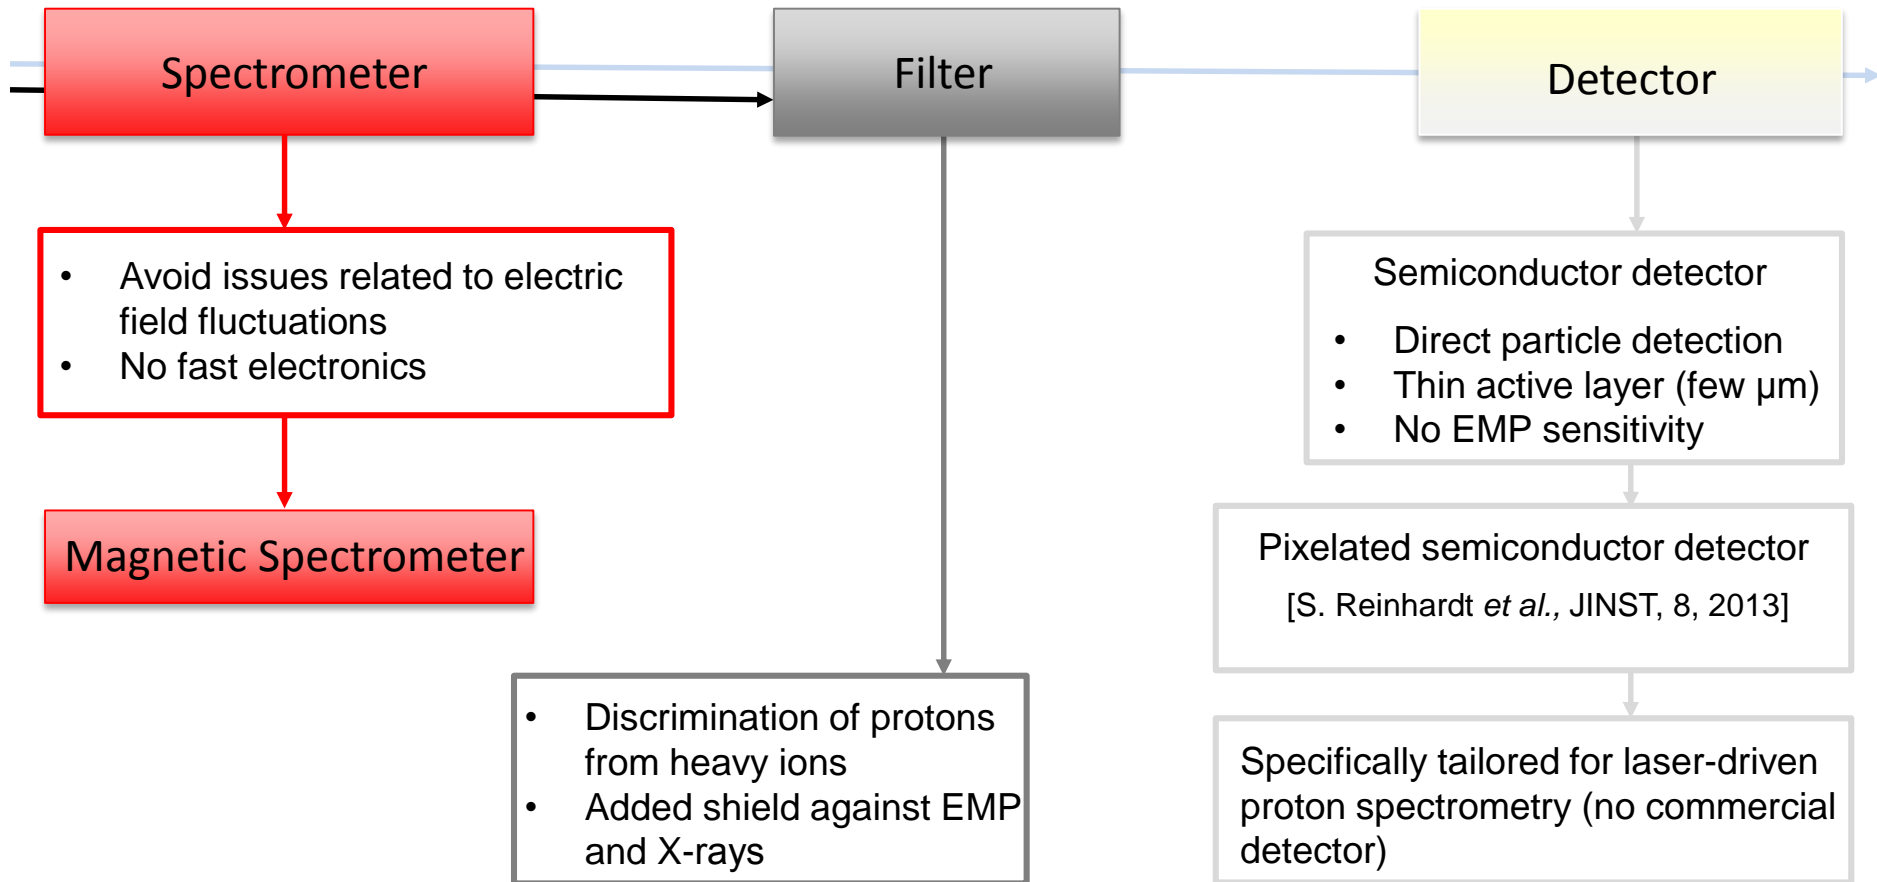 Spectrometer
Filter
Detector
• Avoid issues related to electric
field fluctuations
• No fast electronics
Magnetic Spectrometer
• Discrimination of protons
from heavy ions
• Added shield against EMP
and X-rays
Semiconductor detector
• Direct particle detection
• Thin active layer (few µm)
• No EMP sensitivity
Pixelated semiconductor detector
[S. Reinhardt et al., JINST, 8, 2013]
Specifically tailored for laser-driven
proton spectrometry (no commercial
detector)